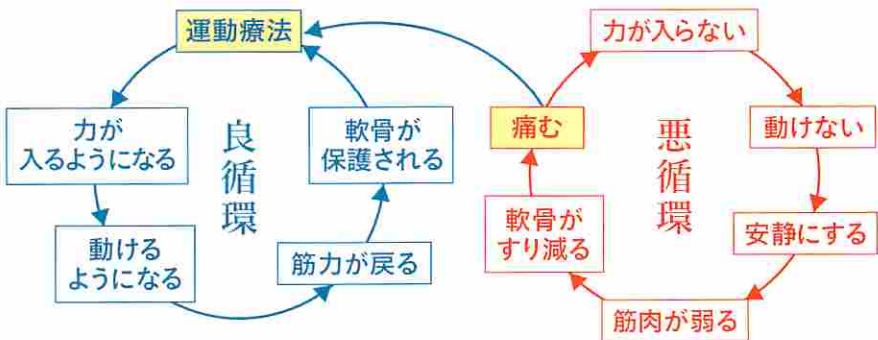 運動療法
力が
入るようになる
動ける
ようになる
筋力が戻る
軟骨が
保護される
良循環
痛む
力が入らない
動けない
安静にする
筋肉が弱る
軟骨が
すり減る
悪循環